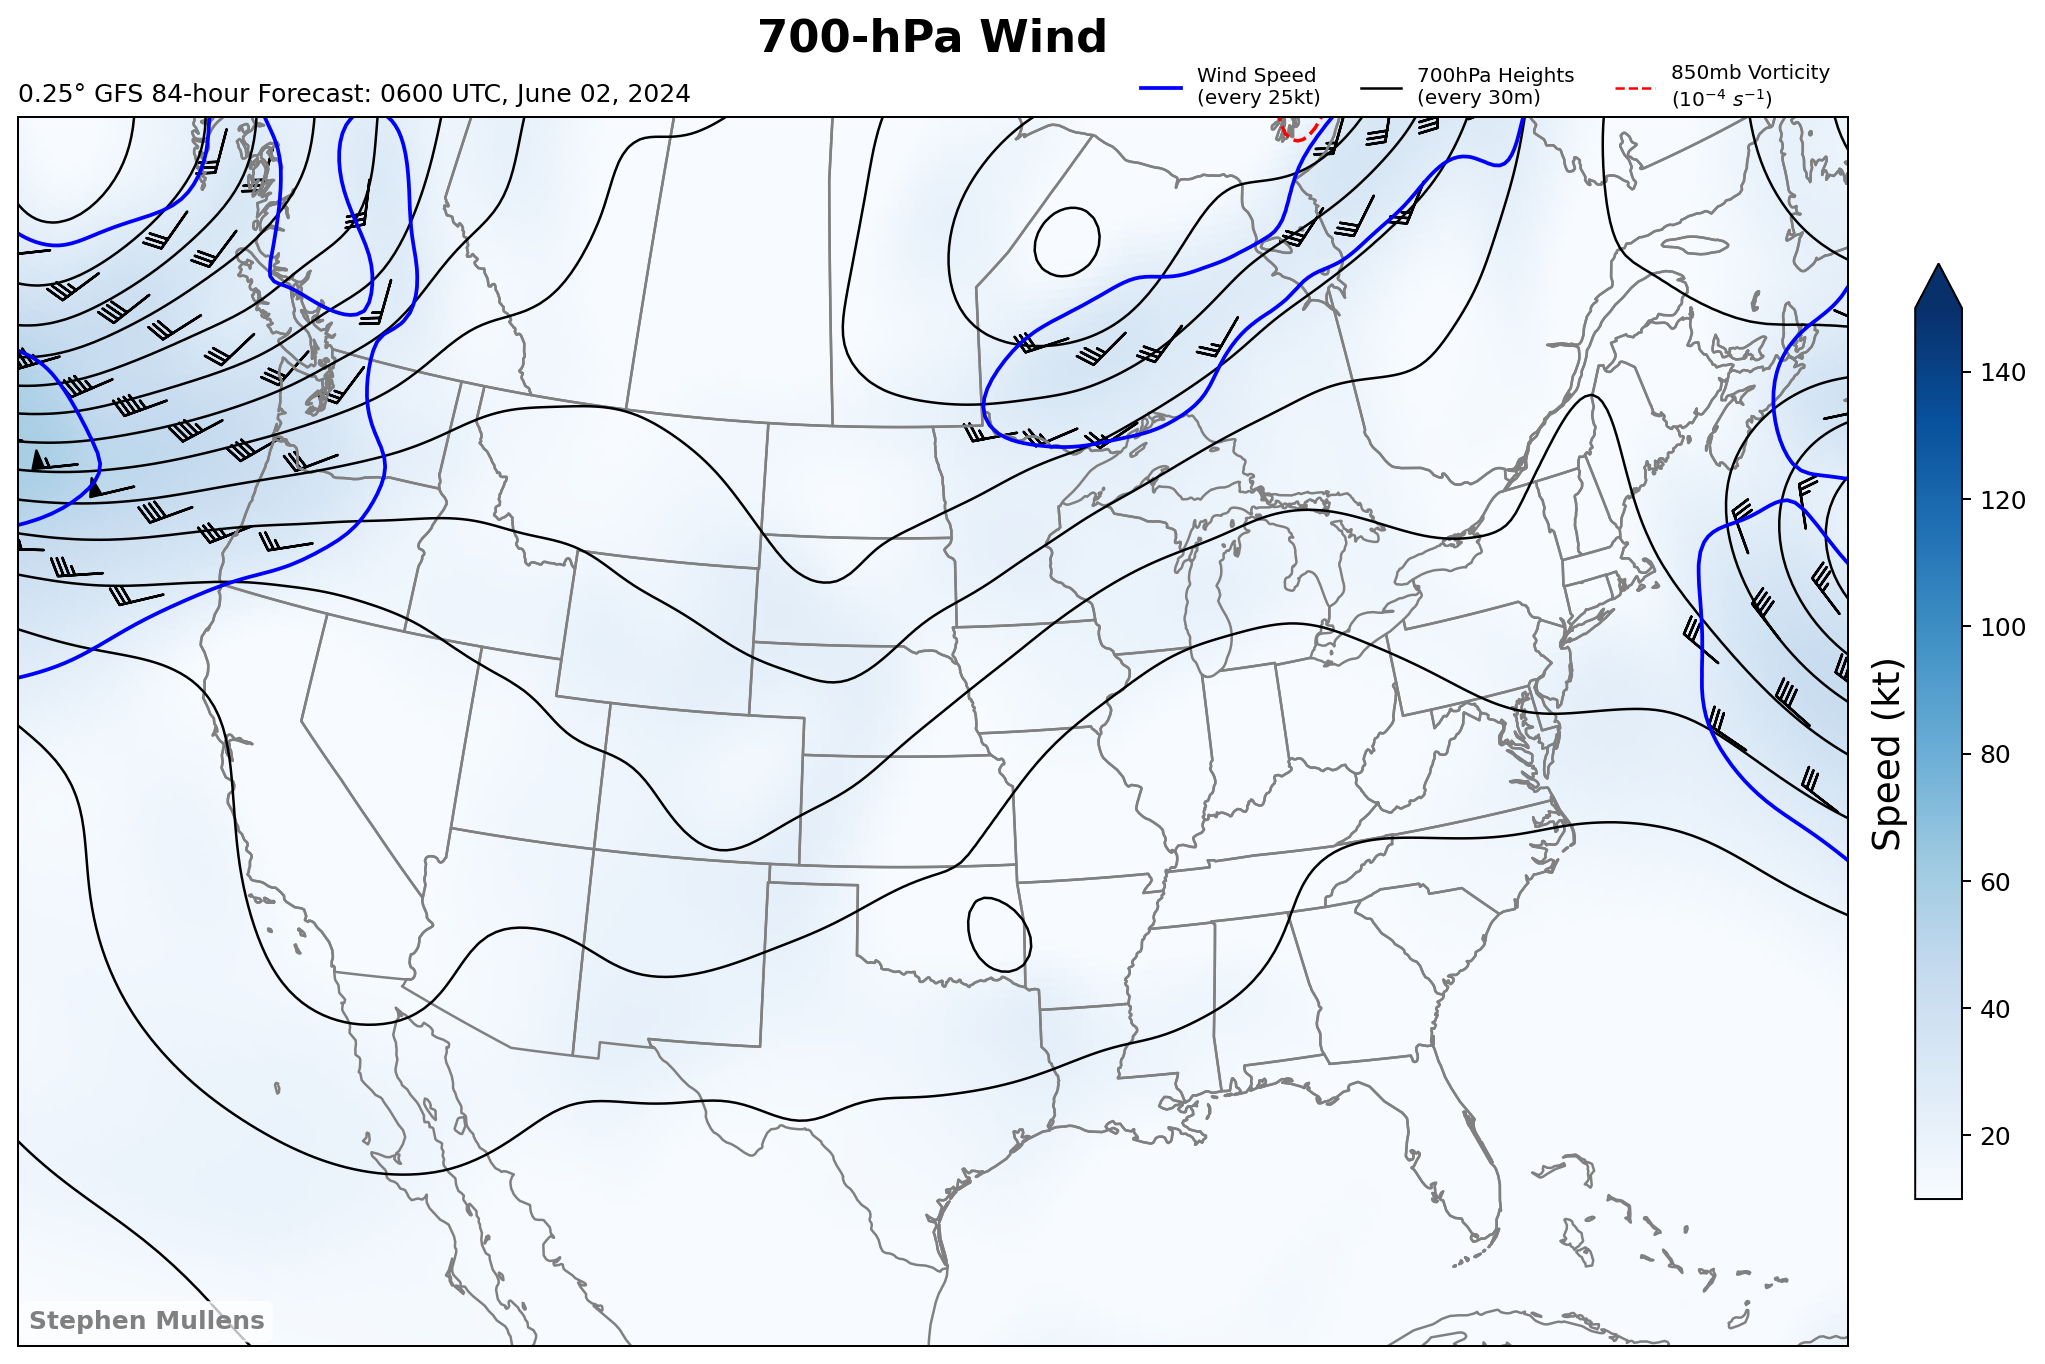 700-hPa Wind
0.25° GFS 84-hour Forecast: 0600 UTC, June 02, 2024
Wind Speed
(every 25kt)
700hPa Heights
(every 30m)
850mb Vorticity
(10⁻⁴ s⁻¹)
140
120
100
80
60
40
20
Speed (kt)
Stephen Mullens